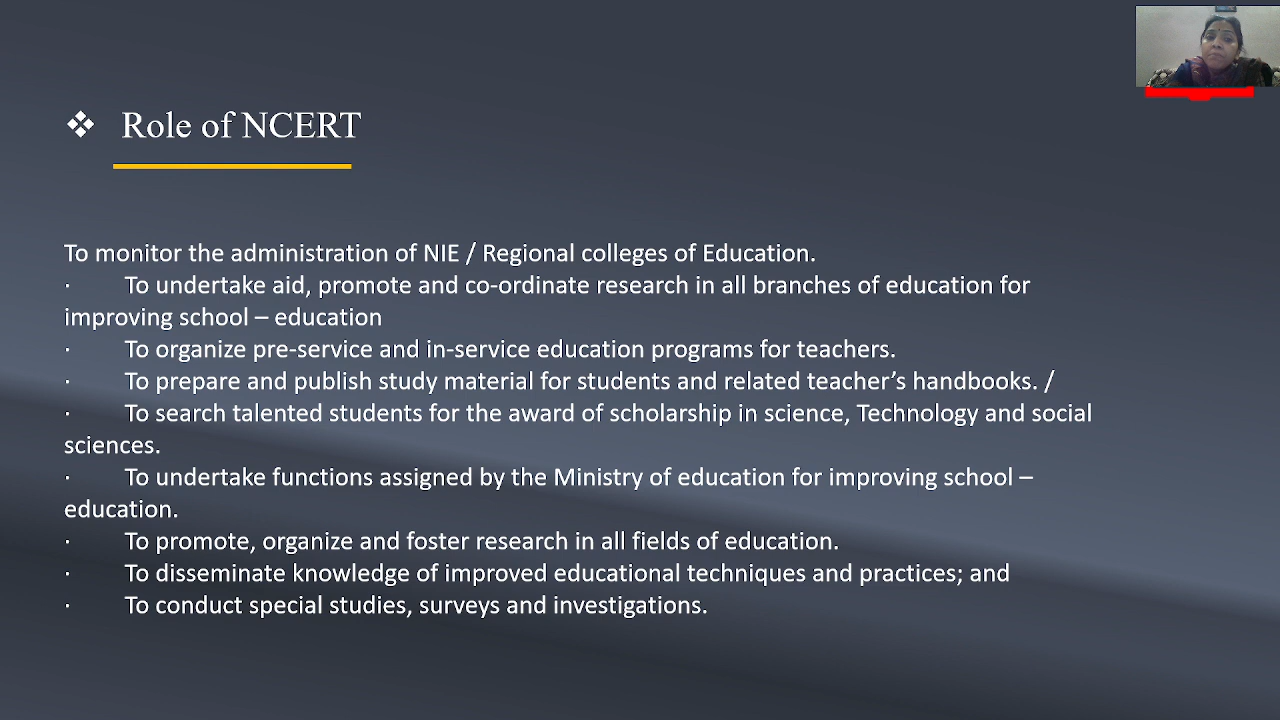 ❖ Role of NCERT
To monitor the administration of NIE / Regional colleges of Education.
· To undertake aid, promote and co-ordinate research in all branches of education for
improving school – education
· To organize pre-service and in-service education programs for teachers.
· To prepare and publish study material for students and related teacher’s handbooks. /
· To search talented students for the award of scholarship in science, Technology and social
sciences.
· To undertake functions assigned by the Ministry of education for improving school –
education.
· To promote, organize and foster research in all fields of education.
· To disseminate knowledge of improved educational techniques and practices; and
· To conduct special studies, surveys and investigations.